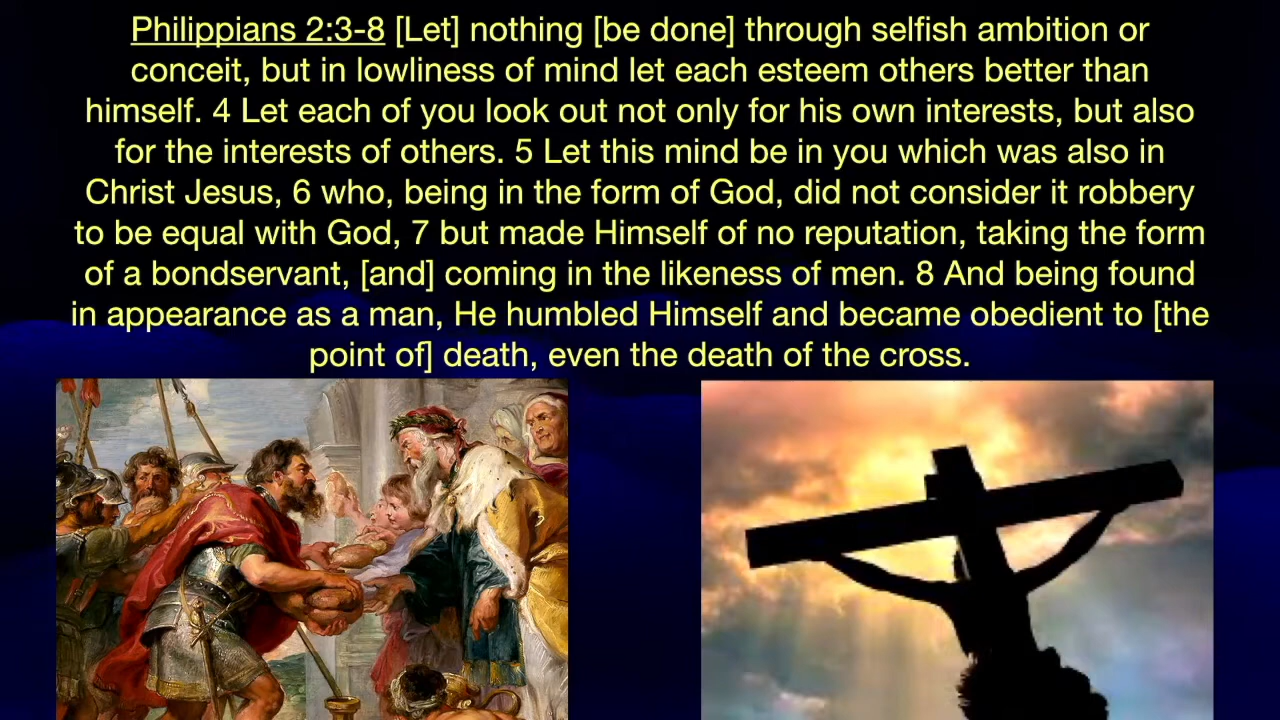 Philippians 2:3-8 [Let] nothing [be done] through selfish ambition or
conceit, but in lowliness of mind let each esteem others better than
himself. 4 Let each of you look out not only for his own interests, but also
for the interests of others. 5 Let this mind be in you which was also in
Christ Jesus, 6 who, being in the form of God, did not consider it robbery
to be equal with God, 7 but made Himself of no reputation, taking the form
of a bondservant, [and] coming in the likeness of men. 8 And being found
in appearance as a man, He humbled Himself and became obedient to [the
point of] death, even the death of the cross.